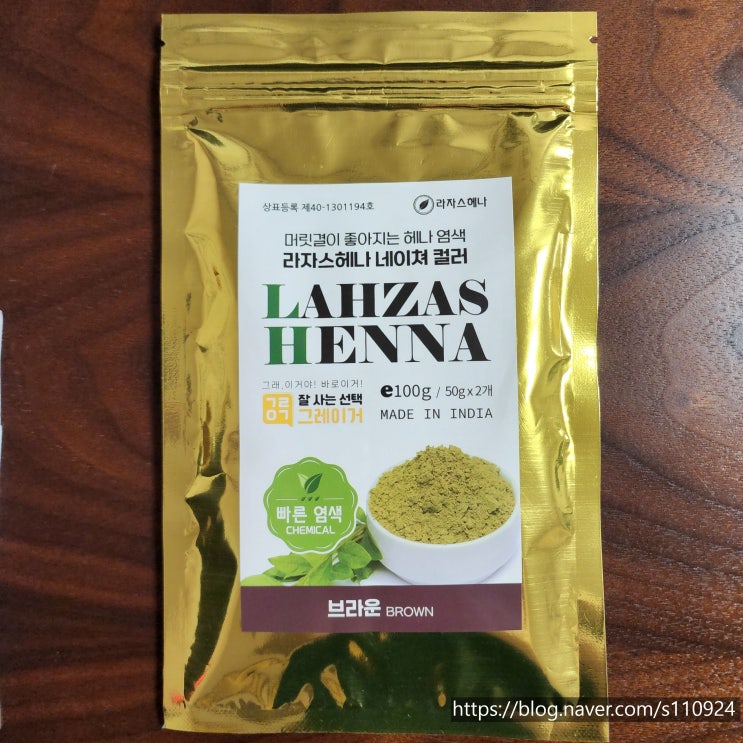 상표등록 제40-1301194호
라자스헤나
머릿결이 좋아지는 헤나 염색
라자스헤나 네이쳐 컬러
LAHZAS
HENNA
그래,이거야! 바로이거!
잘 사는 선택
그레이거
e100g / 50g x 2개
MADE IN INDIA
빠른 염색
CHEMICAL
브라운 BROWN
https://blog.naver.com/s110924